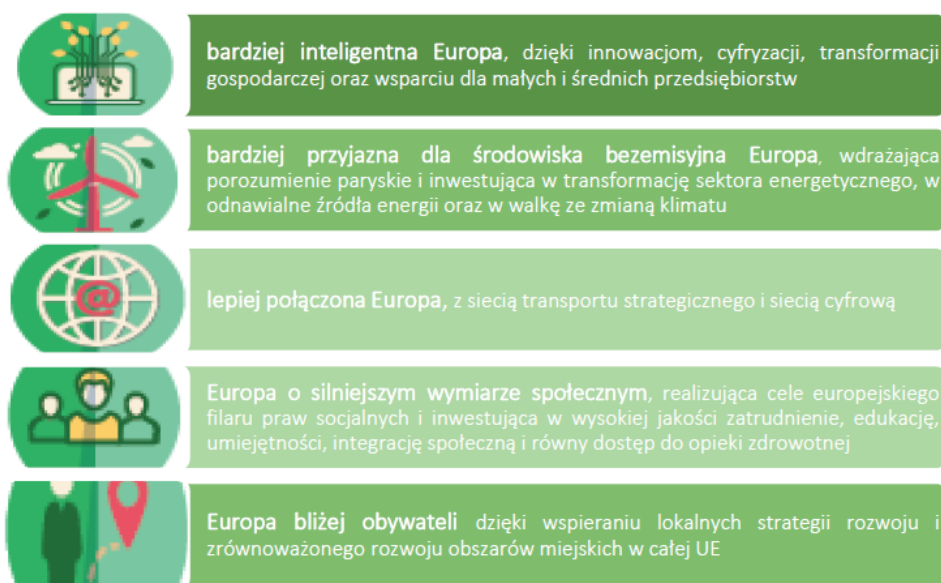 bardziej inteligentna Europa, dzięki innowacjom, cyfryzacji, transformacji
gospodarczej oraz wsparciu dla małych i średnich przedsiębiorstw
bardziej przyjazna dla środowiska bezemisyjna Europa, wdrażająca
porozumienie paryskie i inwestująca w transformację sektora energetycznego, w
odnawialne źródła energii oraz w walkę ze zmianą klimatu
@
lepiej połączona Europa, z siecią transportu strategicznego i siecią cyfrową
Europa o silniejszym wymiarze społecznym, realizująca cele europejskiego
filaru praw socjalnych i inwestująca w wysokiej jakości zatrudnienie, edukację,
umiejętności, integrację społeczną i równy dostęp do opieki zdrowotnej
Europa bliżej obywateli dzięki wspieraniu lokalnych strategii rozwoju i
zrównoważonego rozwoju obszarów miejskich w całej UE